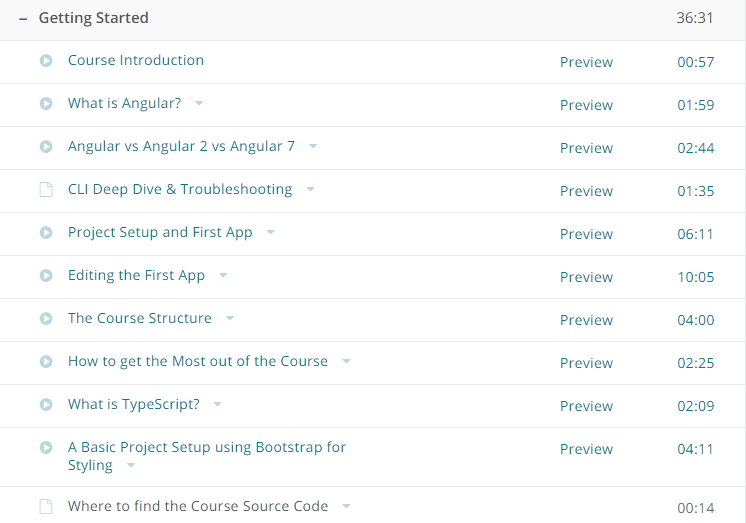 – Getting Started 36:31
Course Introduction Preview 00:57
What is Angular? Preview 01:59
Angular vs Angular 2 vs Angular 7 Preview 02:44
CLI Deep Dive & Troubleshooting Preview 01:35
Project Setup and First App Preview 06:11
Editing the First App Preview 10:05
The Course Structure Preview 04:00
How to get the Most out of the Course Preview 02:25
What is TypeScript? Preview 02:09
A Basic Project Setup using Bootstrap for Preview 04:11
Styling
Where to find the Course Source Code 00:14